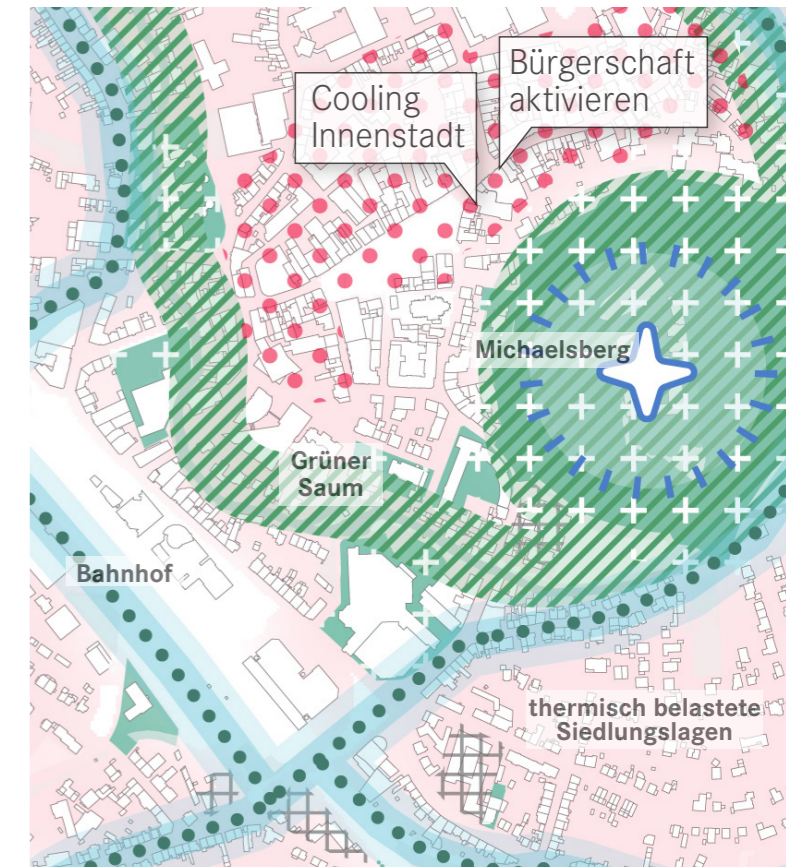 Bürgerschaft
aktivieren
Cooling
Innenstadt
Michaelsberg
Grüner
Saum
Bahnhof
thermisch belastete
Siedlungslagen